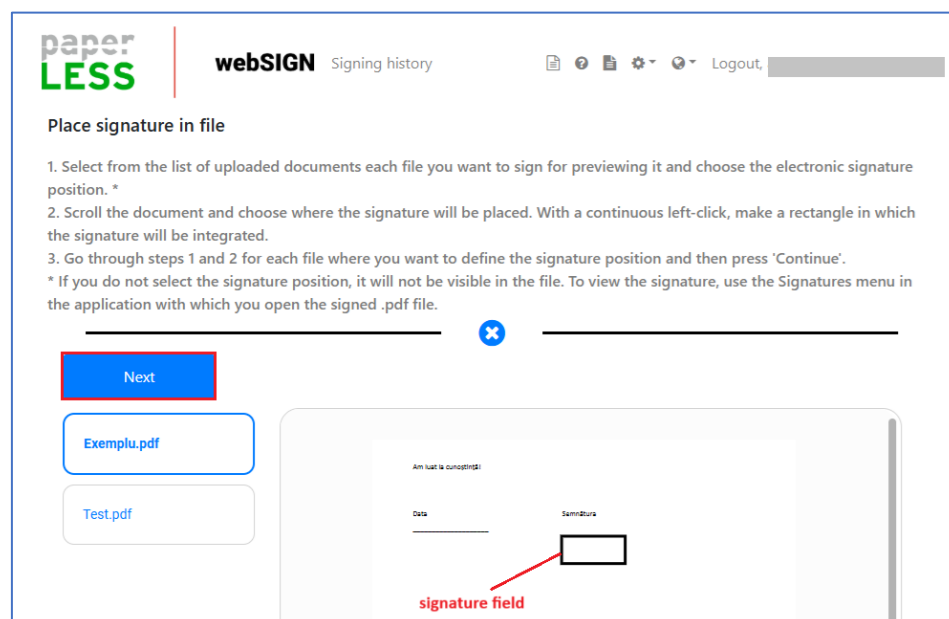 paper
LESS
webSIGN Signing history Logout,
Place signature in file
1. Select from the list of uploaded documents each file you want to sign for previewing it and choose the electronic signature
position. *
2. Scroll the document and choose where the signature will be placed. With a continuous left-click, make a rectangle in which
the signature will be integrated.
3. Go through steps 1 and 2 for each file where you want to define the signature position and then press 'Continue'.
* If you do not select the signature position, it will not be visible in the file. To view the signature, use the Signatures menu in
the application with which you open the signed .pdf file.
Next
Exemplu.pdf
Test.pdf
Am luat la cunoștință!
Data Semnătura
signature field